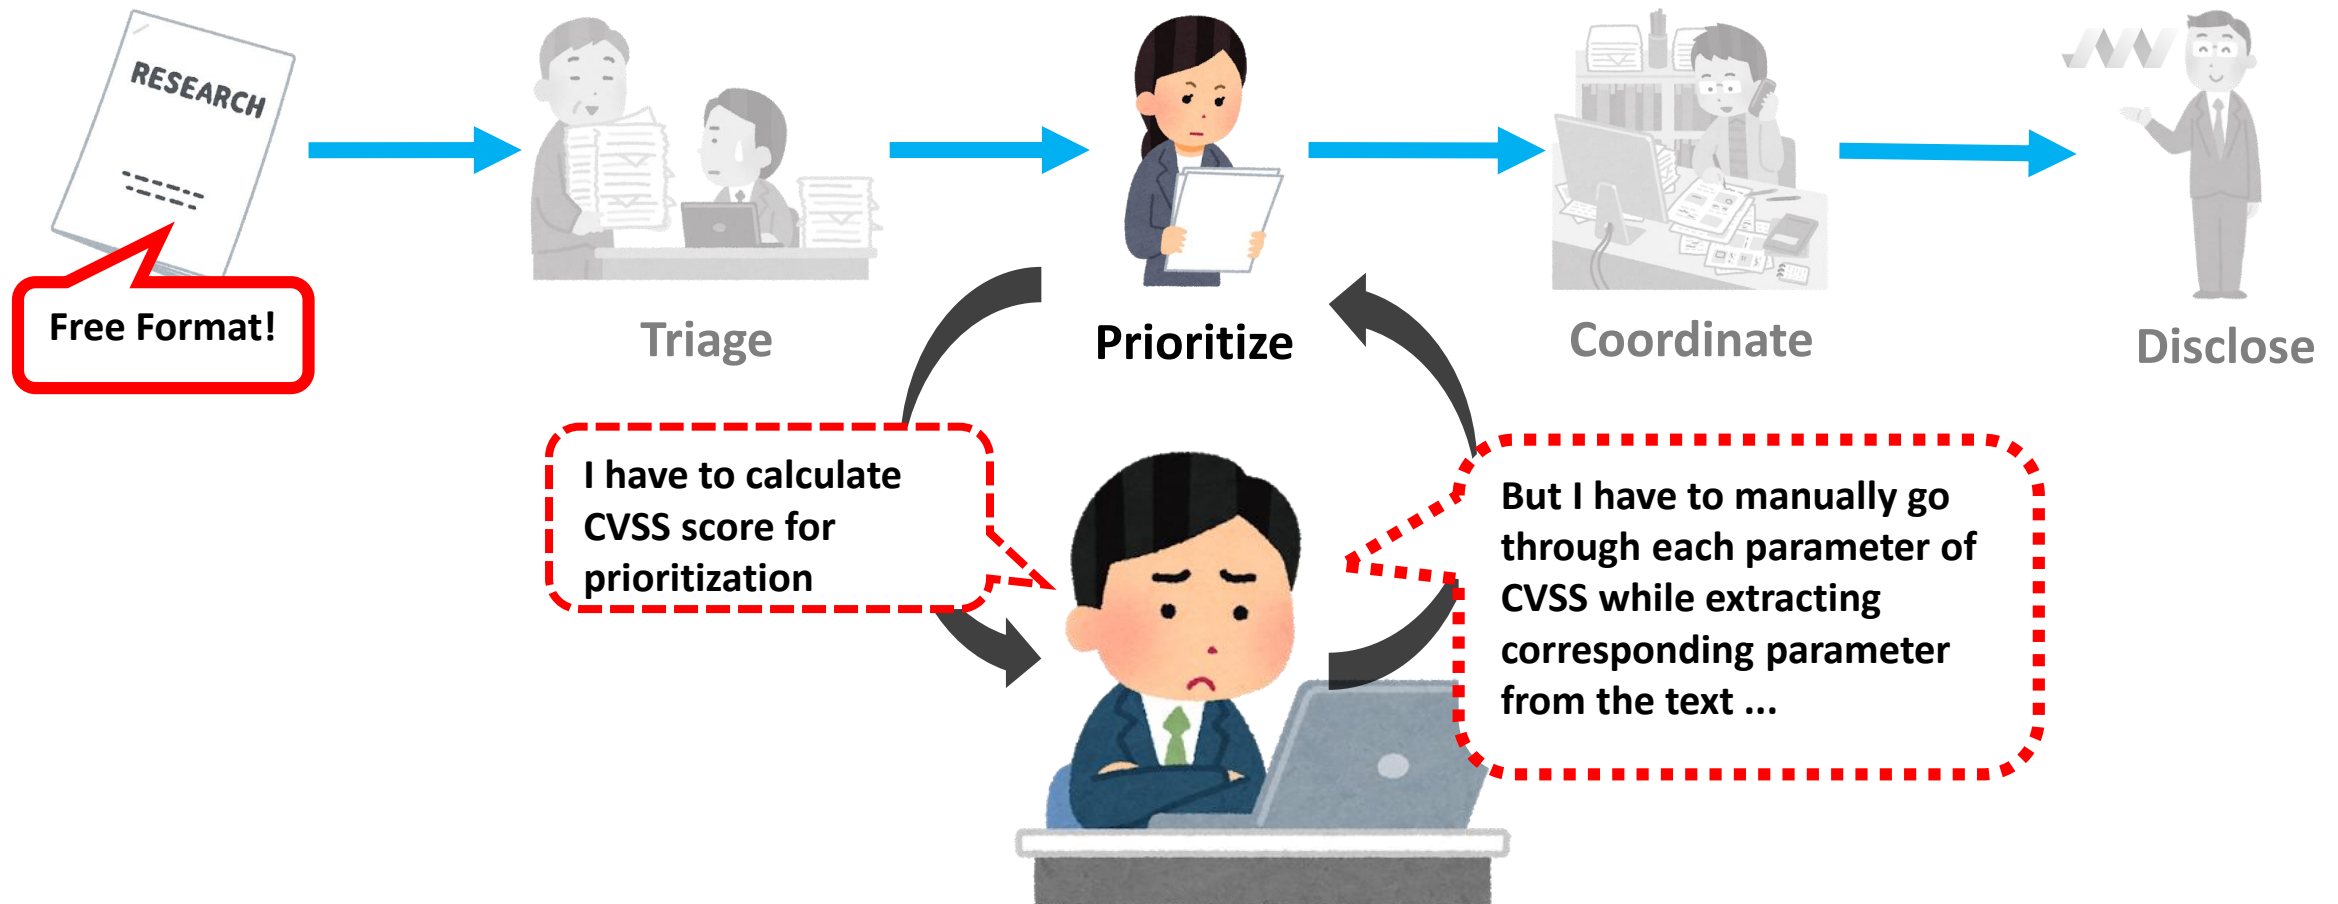 RESEARCH
Free Format!
Triage
Prioritize
Coordinate
Disclose
I have to calculate
CVSS score for
prioritization
But I have to manually go
through each parameter of
CVSS while extracting
corresponding parameter
from the text ...